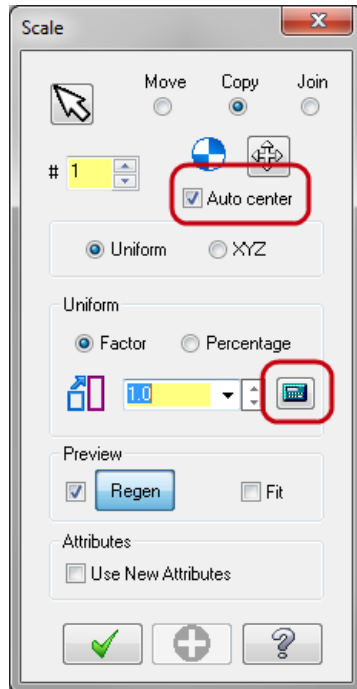 Scale
Move Copy Join
# 1
Auto center
Uniform XYZ
Uniform
Factor Percentage
1.0
Preview
Regen Fit
Attributes
Use New Attributes